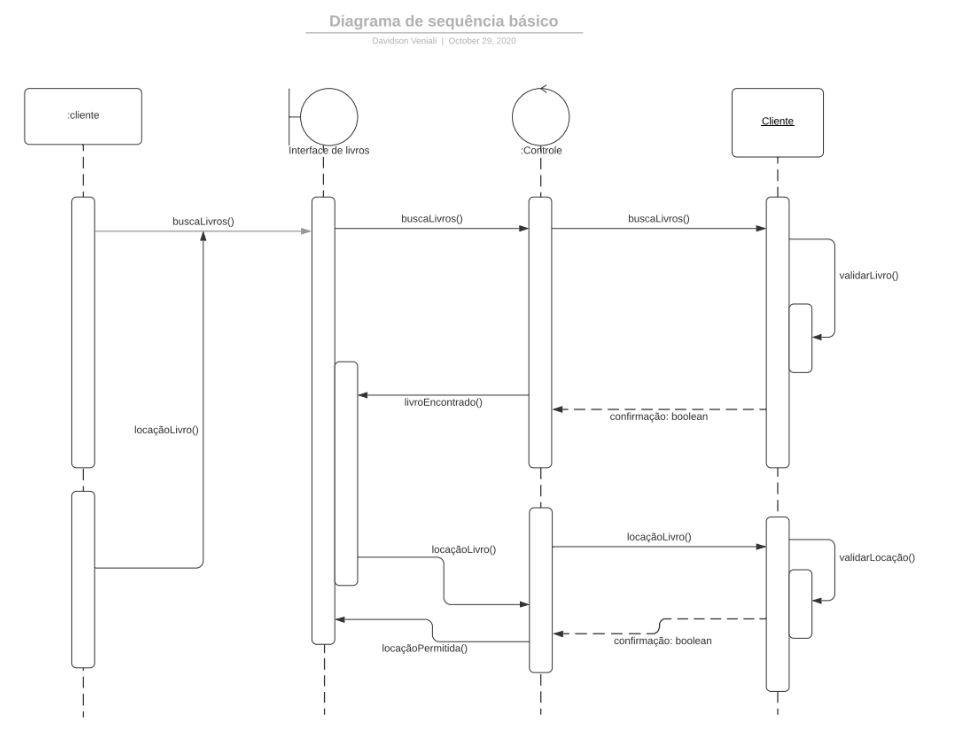 Diagrama de sequência básico
Davidson Veniali | October 29, 2020
:cliente
Interface de livros
:Controle
Cliente
buscaLivros()
buscaLivros()
buscaLivros()
validarLivro()
livroEncontrado()
confirmação: boolean
locaçãoLivro()
locaçãoLivro()
locaçãoLivro()
validarLocação()
locaçãoPermitida()
confirmação: boolean